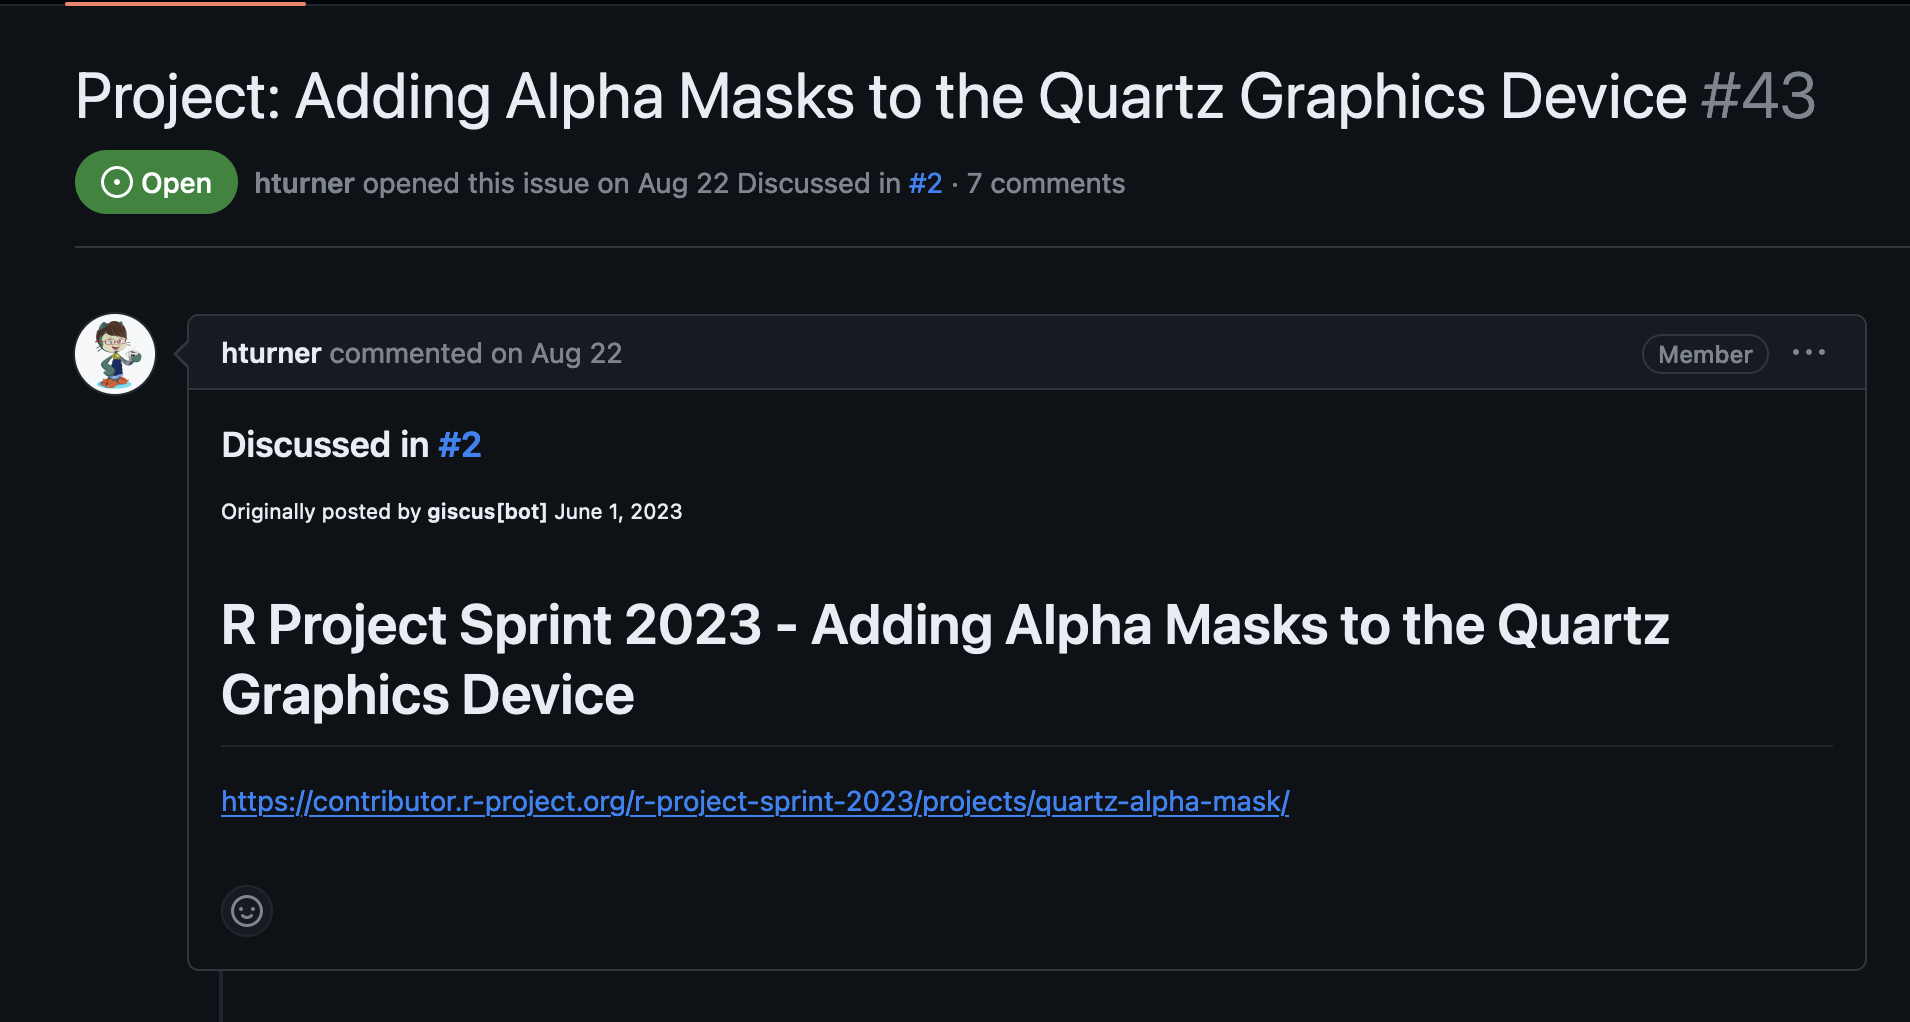 Project: Adding Alpha Masks to the Quartz Graphics Device #43
Open
hturner opened this issue on Aug 22 Discussed in #2 · 7 comments
hturner commented on Aug 22
Member
Discussed in #2
Originally posted by giscus[bot] June 1, 2023
R Project Sprint 2023 - Adding Alpha Masks to the Quartz
Graphics Device
https://contributor.r-project.org/r-project-sprint-2023/projects/quartz-alpha-mask/